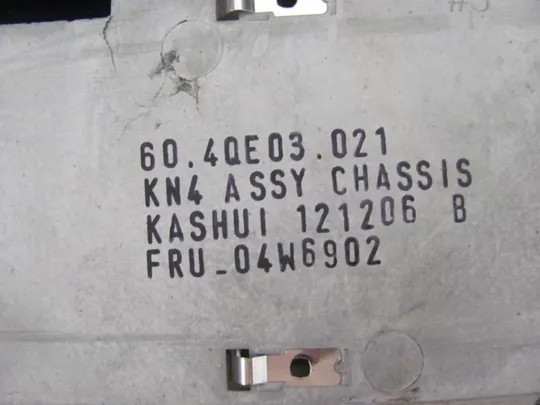 60.4QE03.021
KN4 ASSY CHASSIS
KASHUI 121206 B
FRU_04W6902